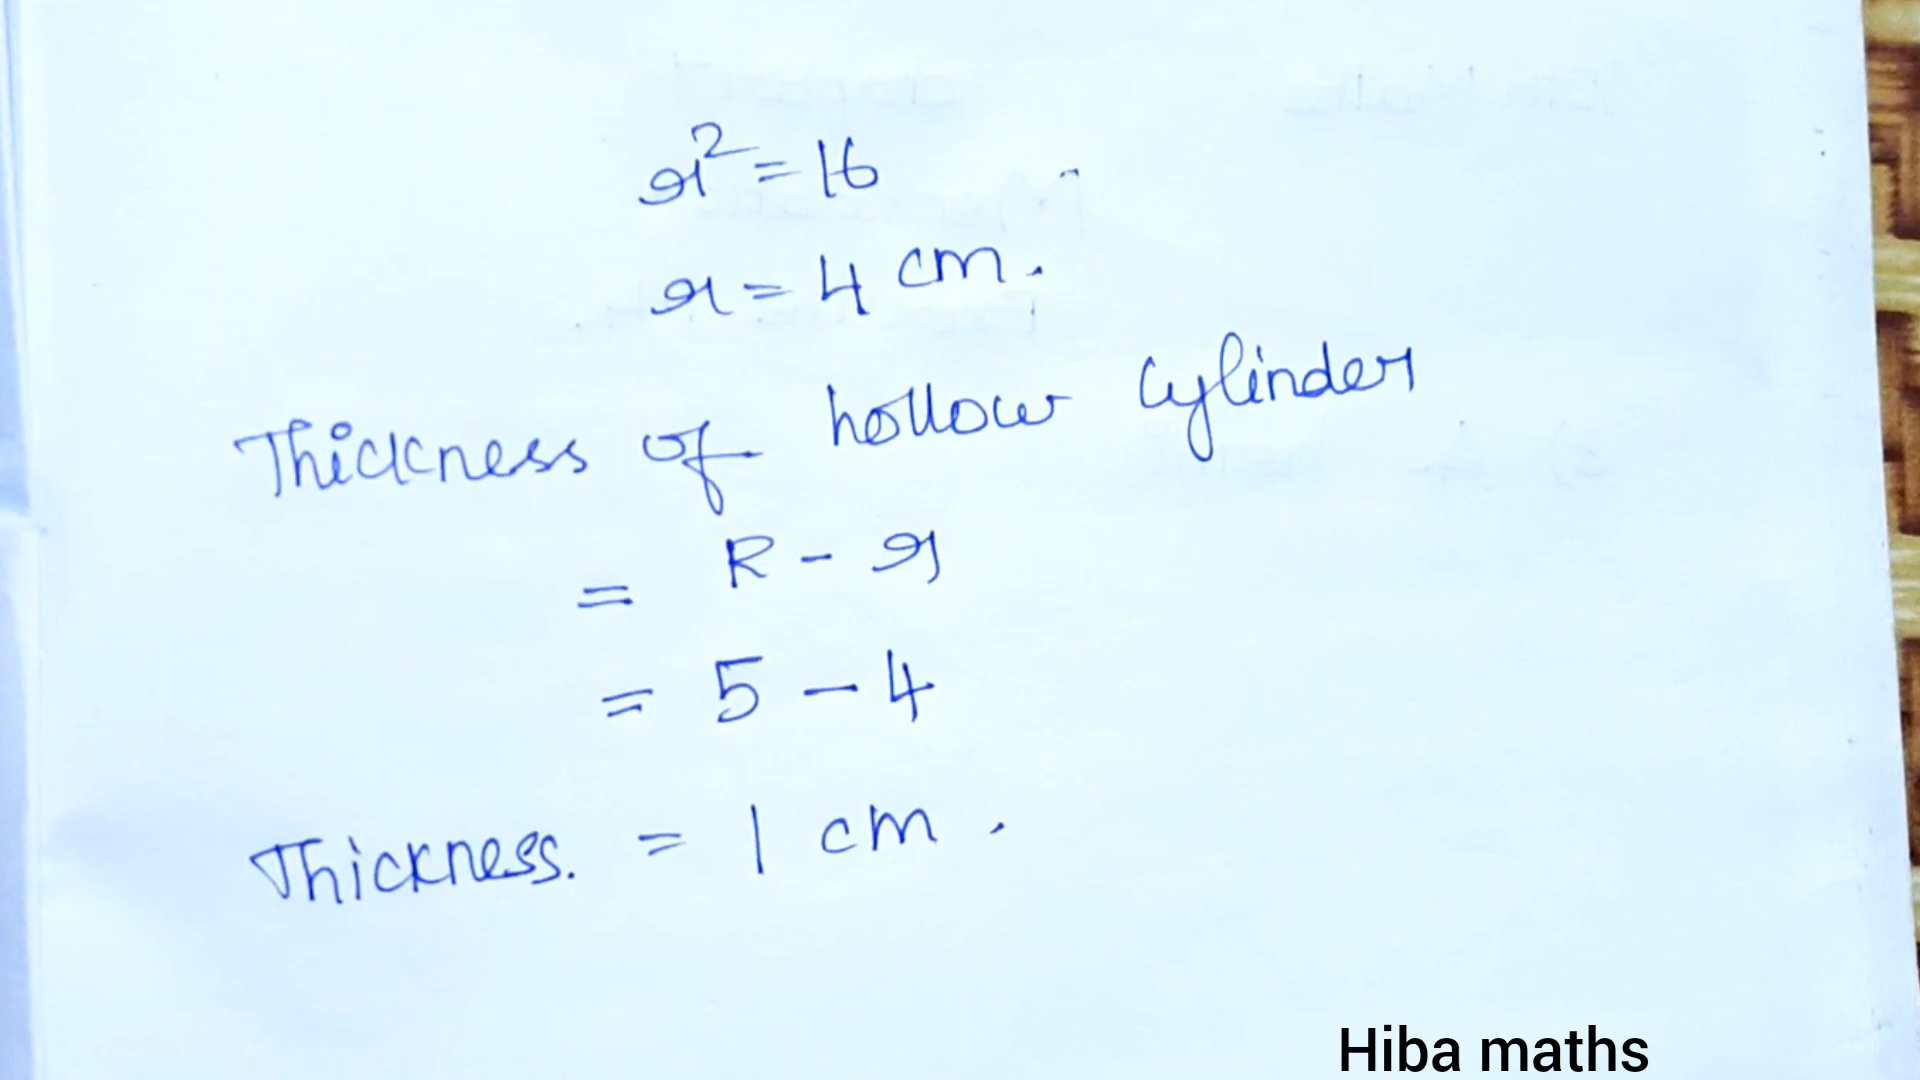 r² = 16
r = 4 cm.
Thickness of hollow cylinder
= R - r
= 5 - 4
Thickness. = 1 cm.
Hiba maths